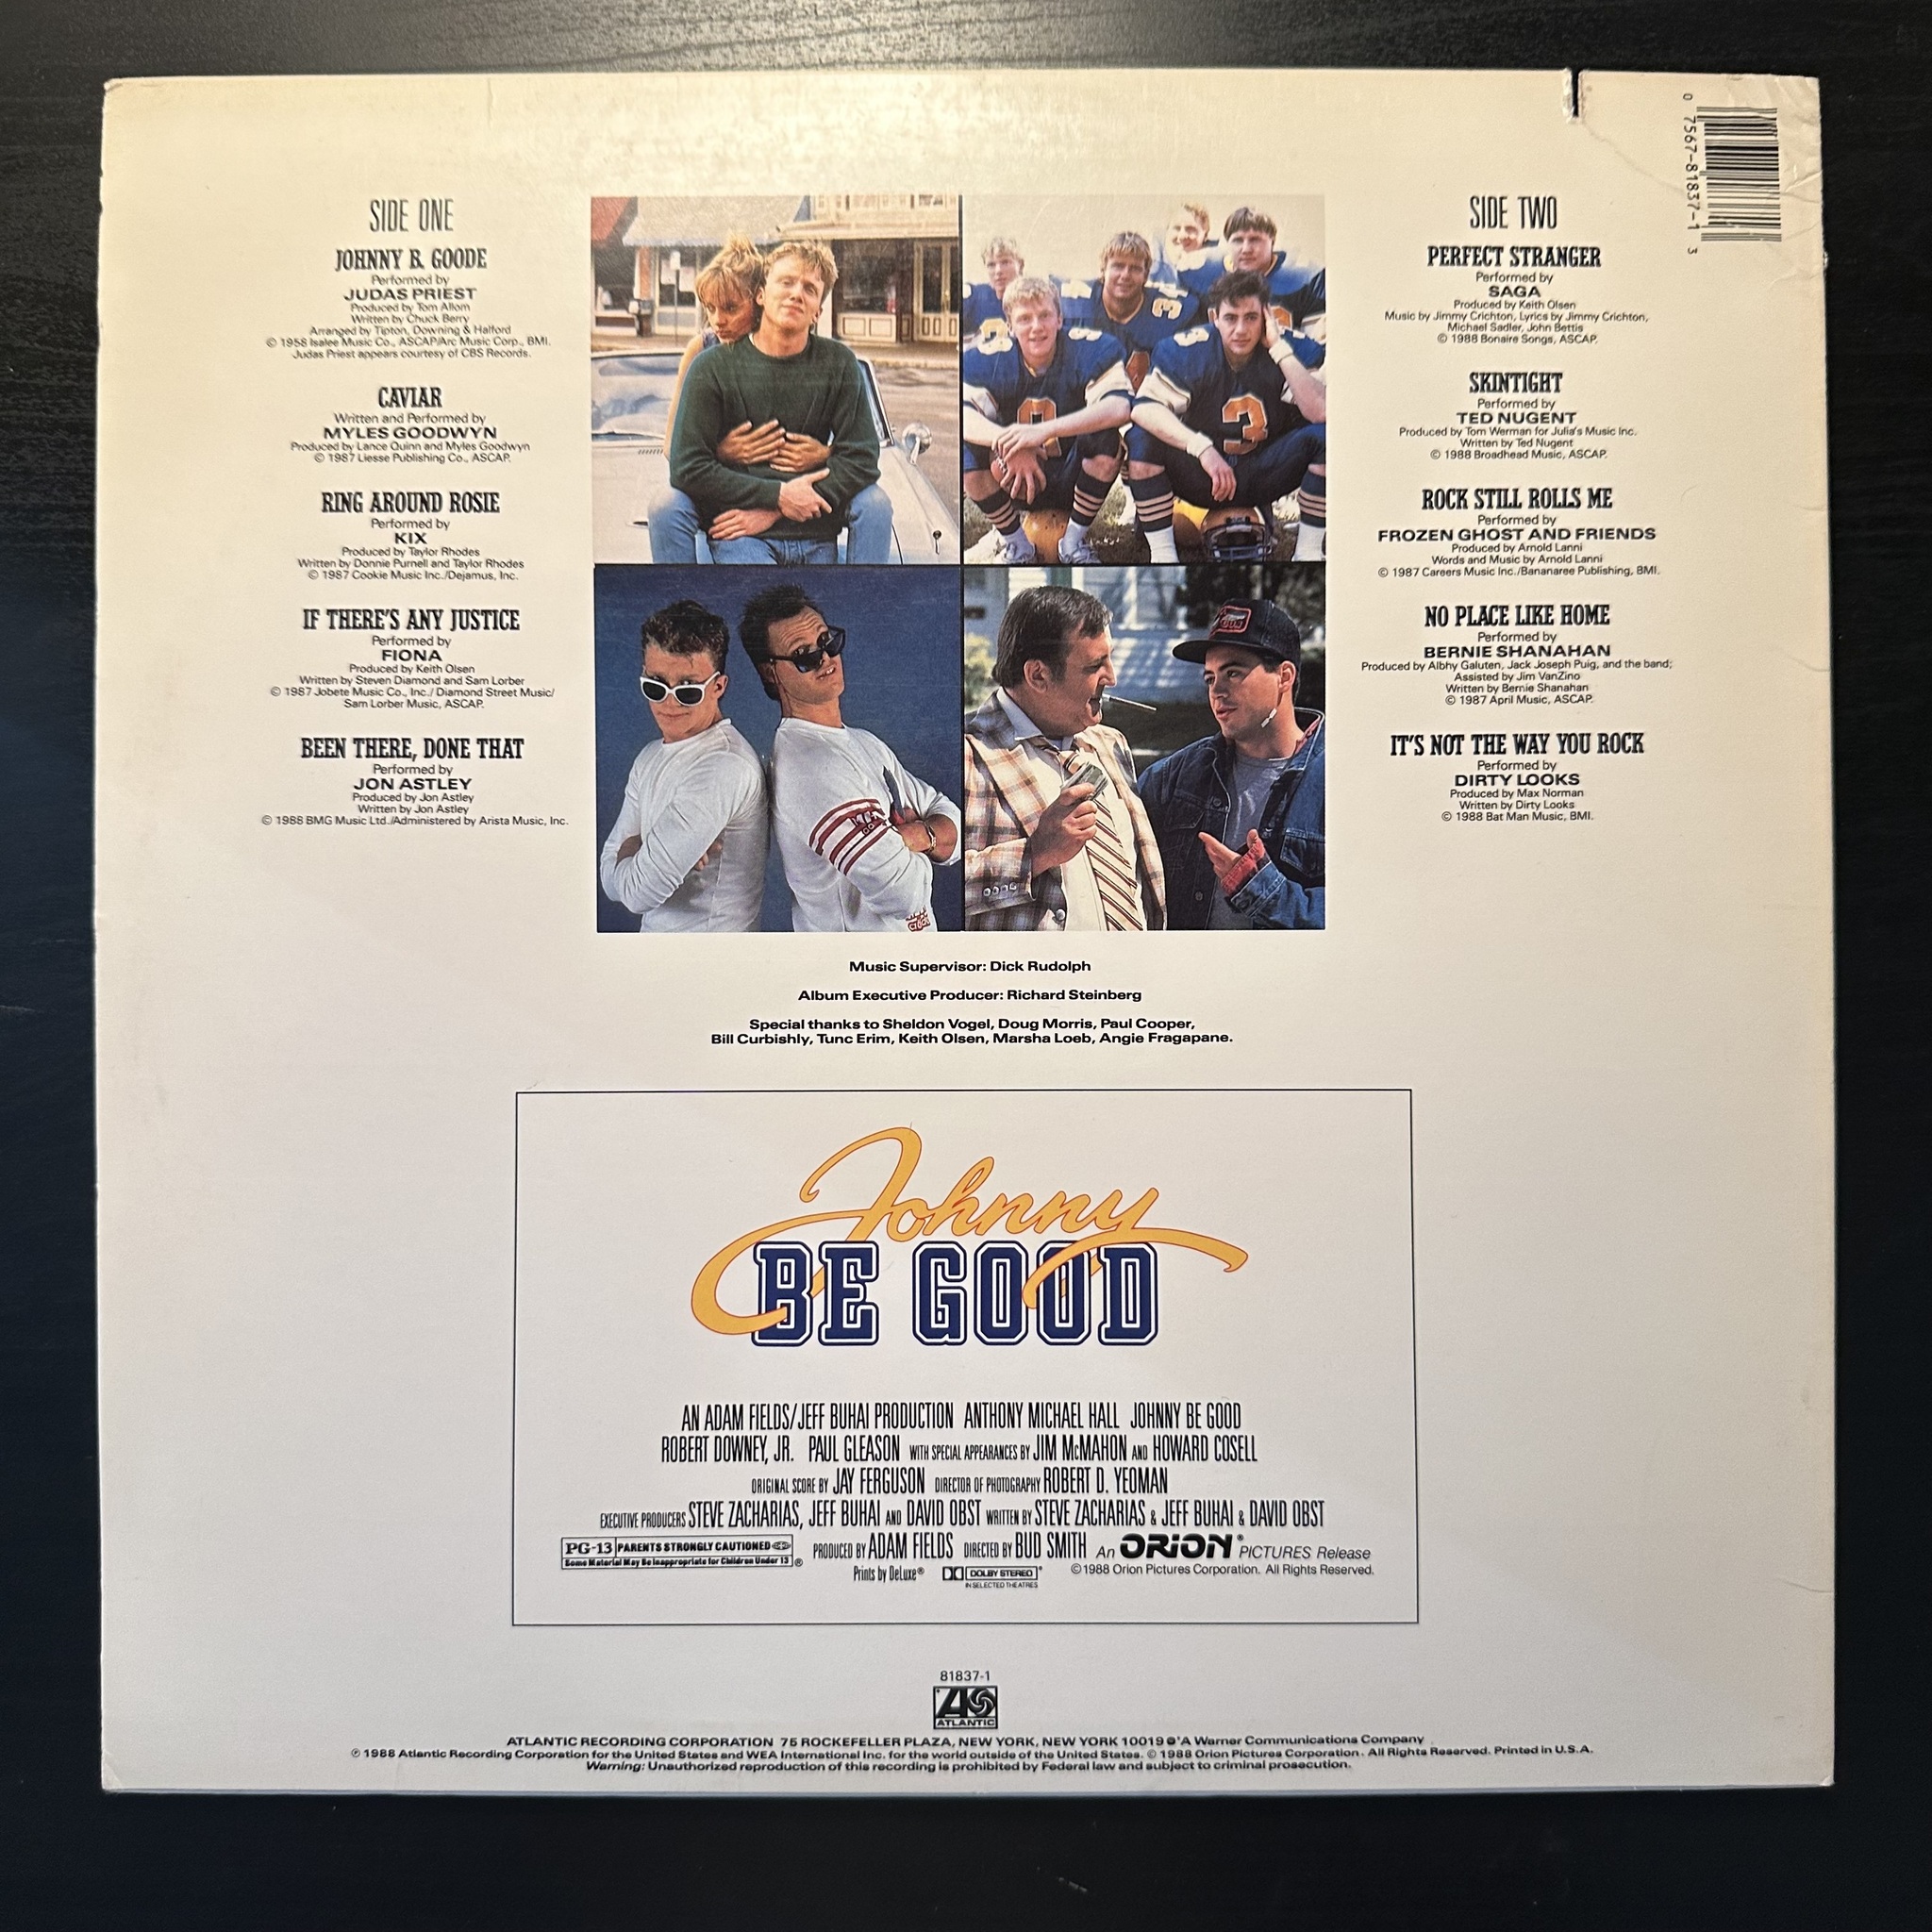 SIDE ONE
JOHNNY B. GOODE
Performed by
JUDAS PRIEST
Produced by Tom Allom
Written by Chuck Berry
Arranged by Tipton, Downing & Halford
© 1958 Isalee Music Co., ASCAP/Arc Music Corp., BMI.
Judas Priest appears courtesy of CBS Records.
CAVIAR
Written and Performed by
MYLES GOODWYN
Produced by Lance Quinn and Myles Goodwyn
© 1987 Liesse Publishing Co., ASCAP.
RING AROUND ROSIE
Performed by
KIX
Produced by Taylor Rhodes
Written by Donnie Purnell and Taylor Rhodes
© 1987 Cookie Music Inc./Dejamus, Inc.
IF THERE'S ANY JUSTICE
Performed by
FIONA
Produced by Keith Olsen
Written by Steven Diamond and Sam Lorber
© 1987 Jobete Music Co., Inc./ Diamond Street Music/
Sam Lorber Music, ASCAP.
BEEN THERE, DONE THAT
Performed by
JON ASTLEY
Produced by Jon Astley
Written by Jon Astley
© 1988 BMG Music Ltd./Administered by Arista Music, Inc.
SIDE TWO
PERFECT STRANGER
Performed by
SAGA
Produced by Keith Olsen
Music by Jimmy Crichton, Lyrics by Jimmy Crichton,
Michael Sadler, John Bettis
© 1988 Bonaire Songs, ASCAP.
SKINTIGHT
Performed by
TED NUGENT
Produced by Tom Werman for Julia's Music Inc.
Written by Ted Nugent
© 1988 Broadhead Music, ASCAP.
ROCK STILL ROLLS ME
Performed by
FROZEN GHOST AND FRIENDS
Produced by Arnold Lanni
Words and Music by Arnold Lanni
© 1987 Careers Music Inc./Bananaree Publishing, BMI.
NO PLACE LIKE HOME
Performed by
BERNIE SHANAHAN
Produced by Albhy Galuten, Jack Joseph Puig, and the band;
Assisted by Jim VanZino
Written by Bernie Shanahan
© 1987 April Music, ASCAP.
IT'S NOT THE WAY YOU ROCK
Performed by
DIRTY LOOKS
Produced by Max Norman
Written by Dirty Looks
© 1988 Bat Man Music, BMI.
0 7567-81837-1 3
3
Music Supervisor: Dick Rudolph
Album Executive Producer: Richard Steinberg
Special thanks to Sheldon Vogel, Doug Morris, Paul Cooper,
Bill Curbishly, Tunc Erim, Keith Olsen, Marsha Loeb, Angie Fragapane.
Johnny
BE GOOD
AN ADAM FIELDS/JEFF BUHAI PRODUCTION ANTHONY MICHAEL HALL JOHNNY BE GOOD
ROBERT DOWNEY, JR. PAUL GLEASON WITH SPECIAL APPEARANCES BY JIM McMAHON AND HOWARD COSELL
ORIGINAL SCORE BY JAY FERGUSON DIRECTOR OF PHOTOGRAPHY ROBERT D. YEOMAN
EXECUTIVE PRODUCERS STEVE ZACHARIAS, JEFF BUHAI AND DAVID OBST WRITTEN BY STEVE ZACHARIAS & JEFF BUHAI & DAVID OBST
PG-13 PARENTS STRONGLY CAUTIONED
Some Material May Be Inappropriate for Children Under 13 ®
PRODUCED BY ADAM FIELDS DIRECTED BY BUD SMITH An ORION® PICTURES Release
Prints by DeLuxe® DOLBY STEREO® ©1988 Orion Pictures Corporation. All Rights Reserved.
IN SELECTED THEATRES
81837-1
ATLANTIC
ATLANTIC RECORDING CORPORATION 75 ROCKEFELLER PLAZA, NEW YORK, NEW YORK 10019 A Warner Communications Company
℗ 1988 Atlantic Recording Corporation for the United States and WEA International Inc. for the world outside of the United States. © 1988 Orion Pictures Corporation. All Rights Reserved. Printed in U.S.A.
Warning: Unauthorized reproduction of this recording is prohibited by Federal law and subject to criminal prosecution.